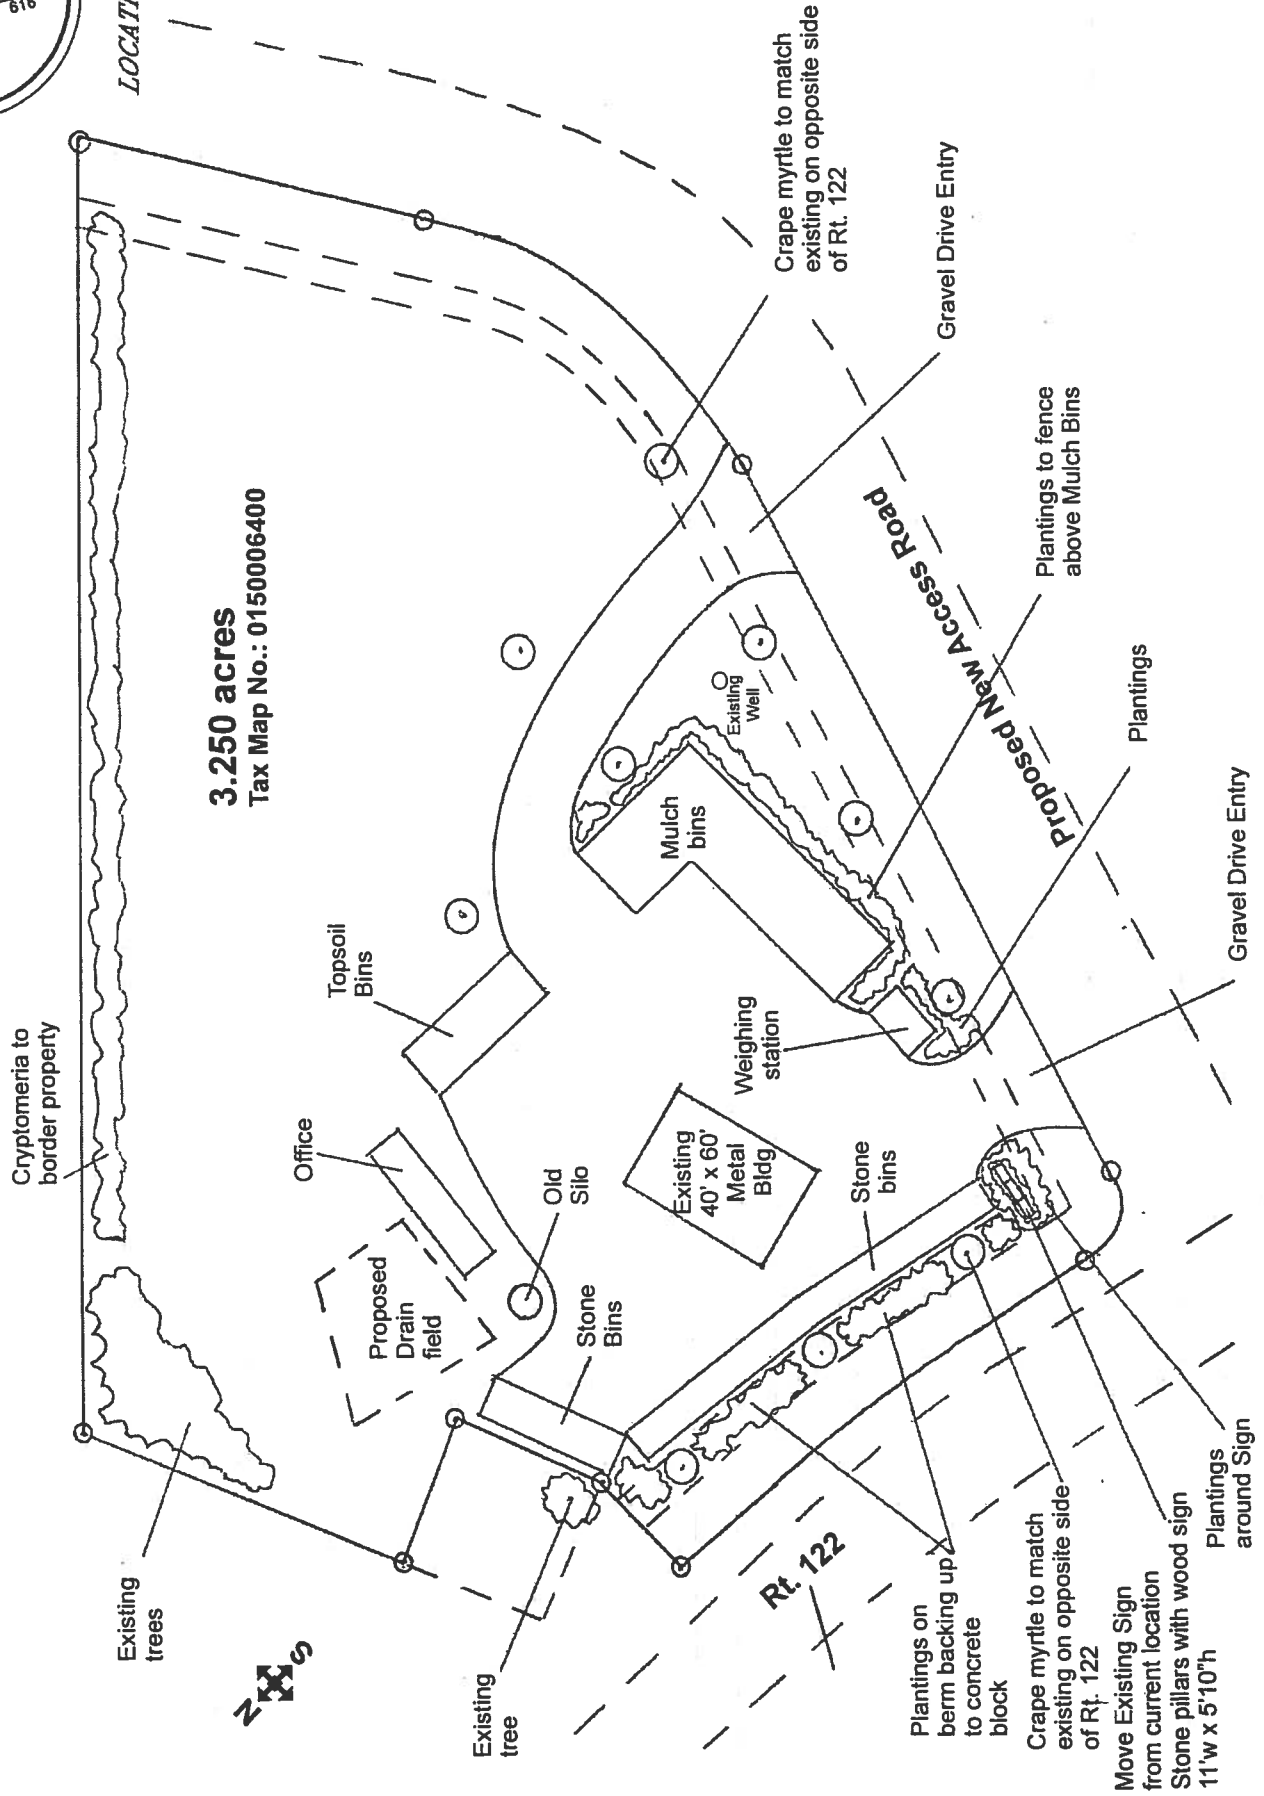 616
LOCATI
Cryptomeria to
border property
3.250 acres
Tax Map No.: 0150006400
Crape myrtle to match
existing on opposite side
of Rt. 122
Gravel Drive Entry
Plantings to fence
above Mulch Bins
Proposed New Access Road
Plantings
Gravel Drive Entry
Existing
Well
Mulch
bins
Topsoil
Bins
Weighing
station
Office
Old
Silo
Existing
40' x 60'
Metal
Bldg
Stone
bins
Proposed
Drain
field
Stone
Bins
Existing
trees
N
S
Existing
tree
Rt. 122
Plantings on
berm backing up
to concrete
block
Crape myrtle to match
existing on opposite side
of Rt. 122
Move Existing Sign
from current location
Stone pillars with wood sign
11'w x 5'10"h
Plantings
around Sign